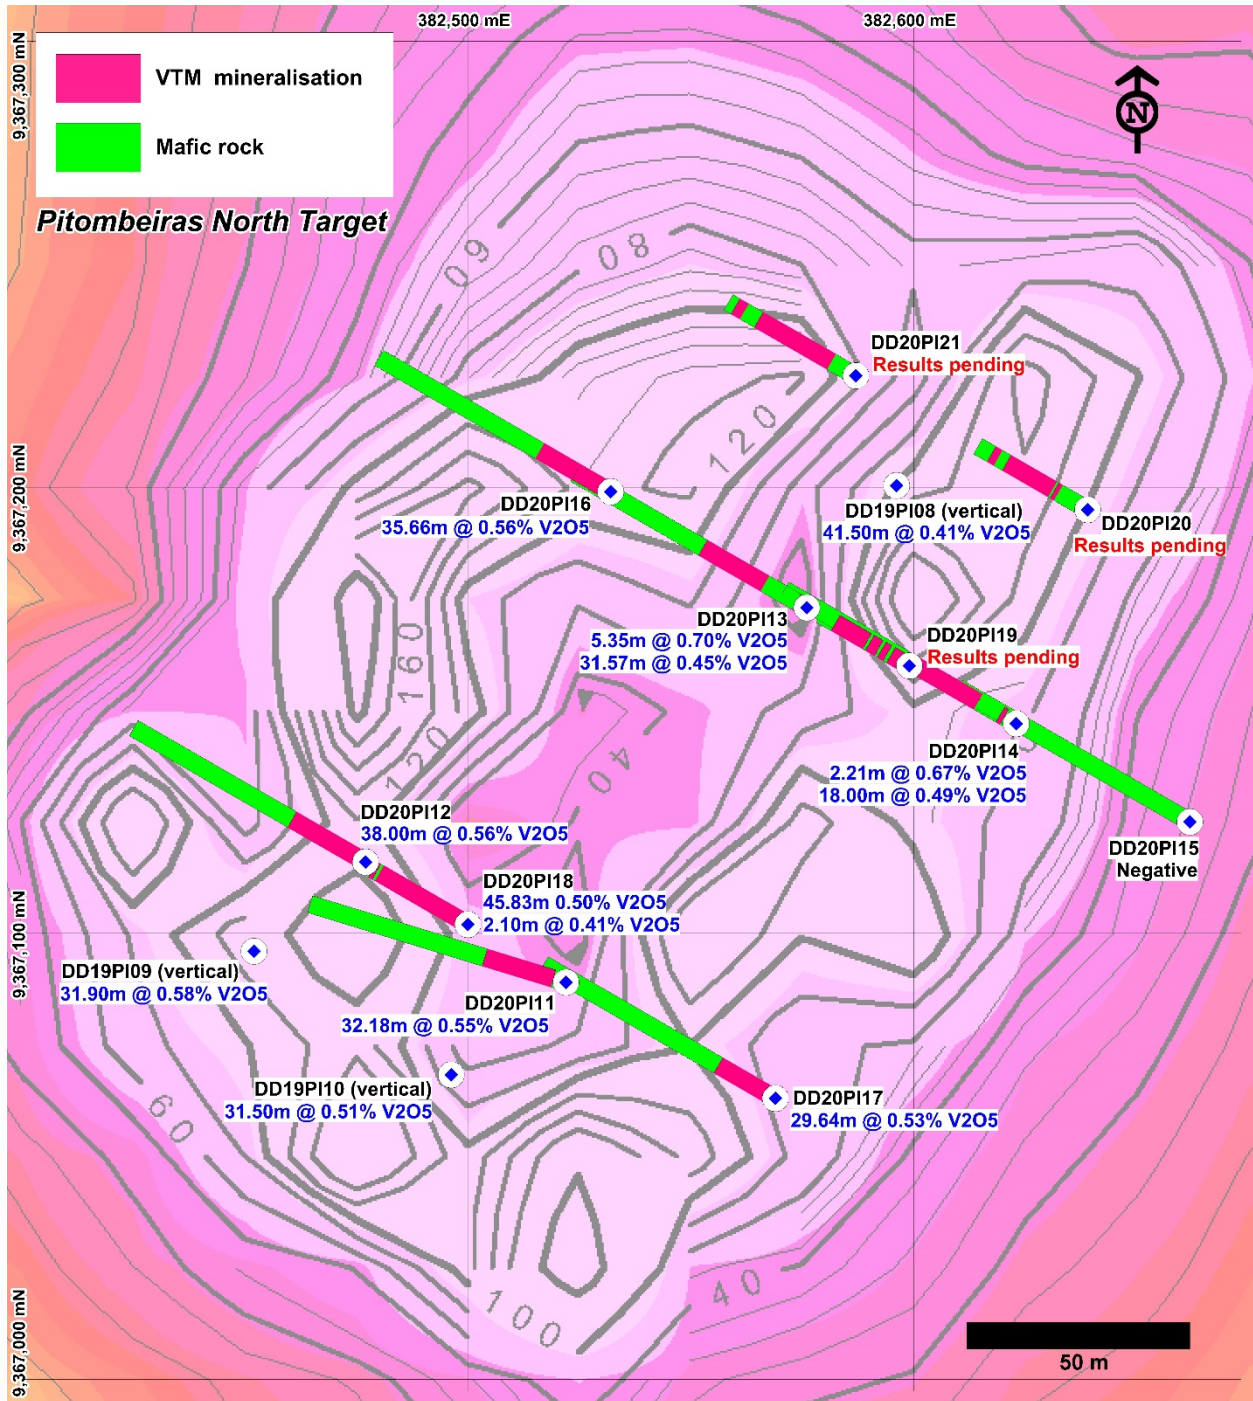 382,500 mE
382,600 mE
9,367,300 mN
VTM mineralisation
Mafic rock
N
Pitombeiras North Target
60
80
DD20PI21
Results pending
120
9,367,200 mN
DD20PI16
35.66m @ 0.56% V2O5
DD19PI08 (vertical)
41.50m @ 0.41% V2O5
DD20PI20
Results pending
DD20PI13
5.35m @ 0.70% V2O5
31.57m @ 0.45% V2O5
DD20PI19
Results pending
160
120
40
DD20PI14
2.21m @ 0.67% V2O5
18.00m @ 0.49% V2O5
DD20PI12
38.00m @ 0.56% V2O5
DD20PI15
Negative
DD20PI18
45.83m 0.50% V2O5
2.10m @ 0.41% V2O5
9,367,100 mN
DD19PI09 (vertical)
31.90m @ 0.58% V2O5
DD20PI11
32.18m @ 0.55% V2O5
DD19PI10 (vertical)
31.50m @ 0.51% V2O5
DD20PI17
29.64m @ 0.53% V2O5
60
100
40
9,367,000 mN
50 m